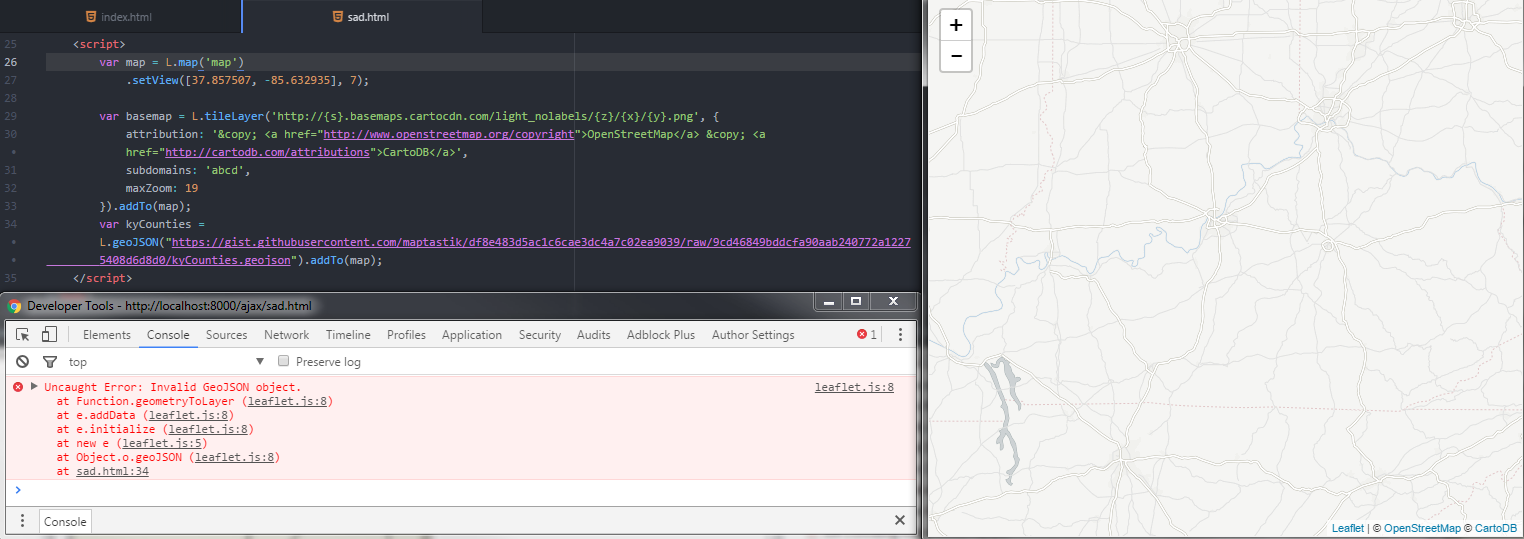 index.html
sad.html
25 <script>
26 var map = L.map('map')
27 .setView([37.857507, -85.632935], 7);
28
29 var basemap = L.tileLayer('http://{s}.basemaps.cartocdn.com/light_nolabels/{z}/{x}/{y}.png', {
30 attribution: '&copy; <a href="http://www.openstreetmap.org/copyright">OpenStreetMap</a> &copy; <a
• href="http://cartodb.com/attributions">CartoDB</a>',
31 subdomains: 'abcd',
32 maxZoom: 19
33 }).addTo(map);
34 var kyCounties =
• L.geoJSON("https://gist.githubusercontent.com/maptastik/df8e483d5ac1c6cae3dc4a7c02ea9039/raw/9cd46849bddcfa90aab240772a1227
• 5408d6d8d0/kyCounties.geojson").addTo(map);
35 </script>
Developer Tools - http://localhost:8000/ajax/sad.html
Elements Console Sources Network Timeline Profiles Application Security Audits Adblock Plus Author Settings 1
top Preserve log
Uncaught Error: Invalid GeoJSON object. leaflet.js:8
at Function.geometryToLayer (leaflet.js:8)
at e.addData (leaflet.js:8)
at e.initialize (leaflet.js:8)
at new e (leaflet.js:5)
at Object.o.geoJSON (leaflet.js:8)
at sad.html:34
>
Console
+
−
Leaflet | © OpenStreetMap © CartoDB